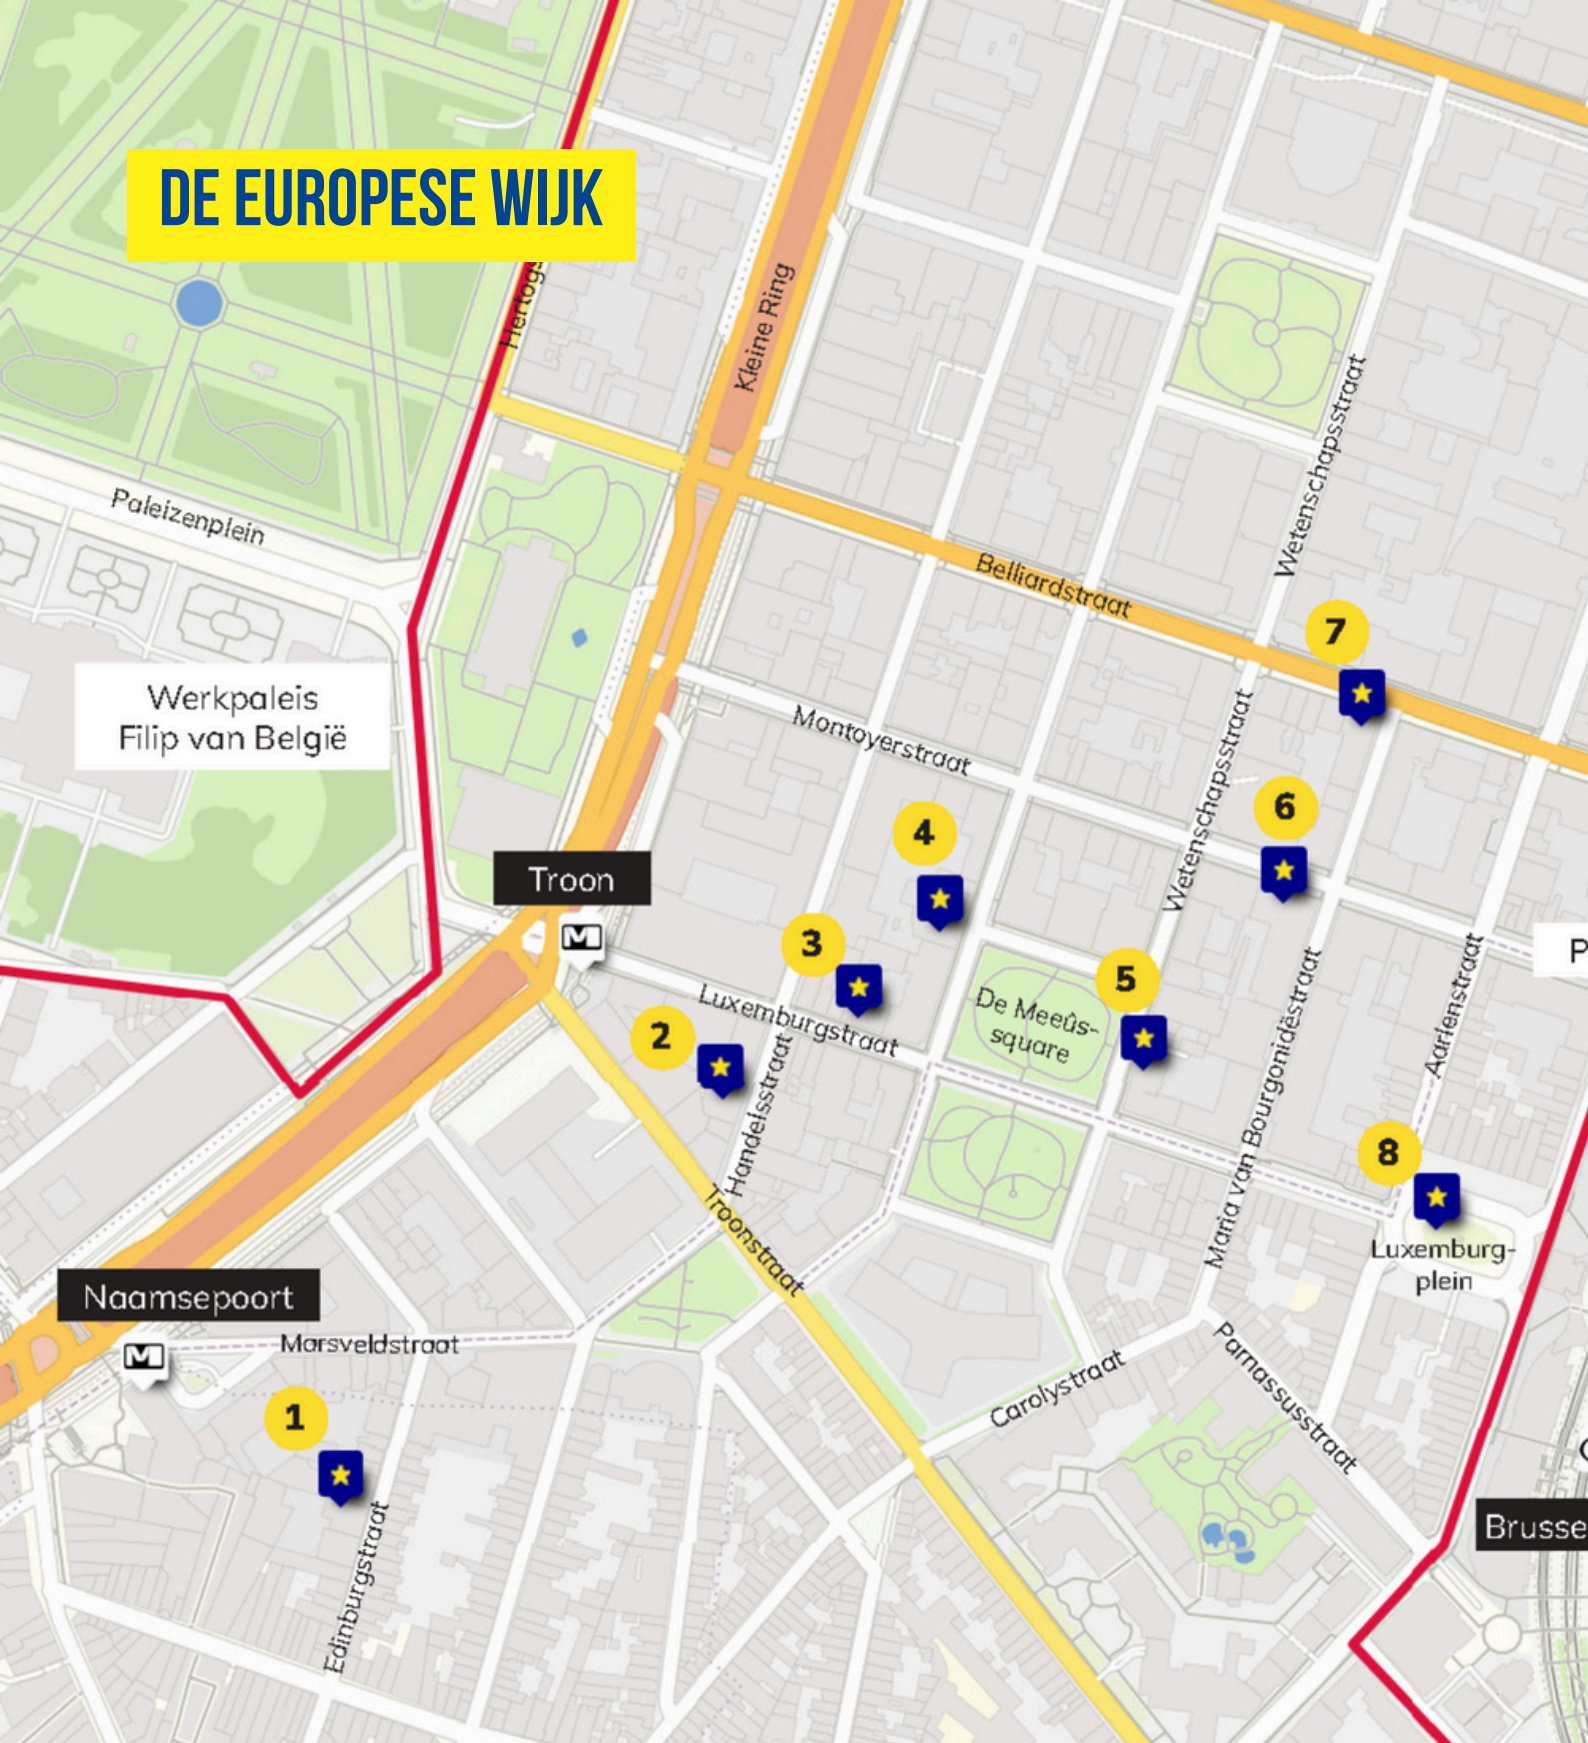 DE EUROPESE WIJK
Hertogs
Kleine Ring
Wetenschapsstraat
Paleizenplein
Belliardstraat
7
Werkpaleis
Filip van België
Montoyerstraat
Wetenschapsstraat
6
4
Troon
M
3
5
P
De Meeûs-
square
Luxemburgstraat
2
Handelsstraat
Maria van Bourgondiëstraat
Aarlenstraat
8
Troonstraat
Luxemburg-
plein
Naamsepoort
M
Marsveldstraat
Carolystraat
Parnassusstraat
1
Edinburgstraat
Brusse